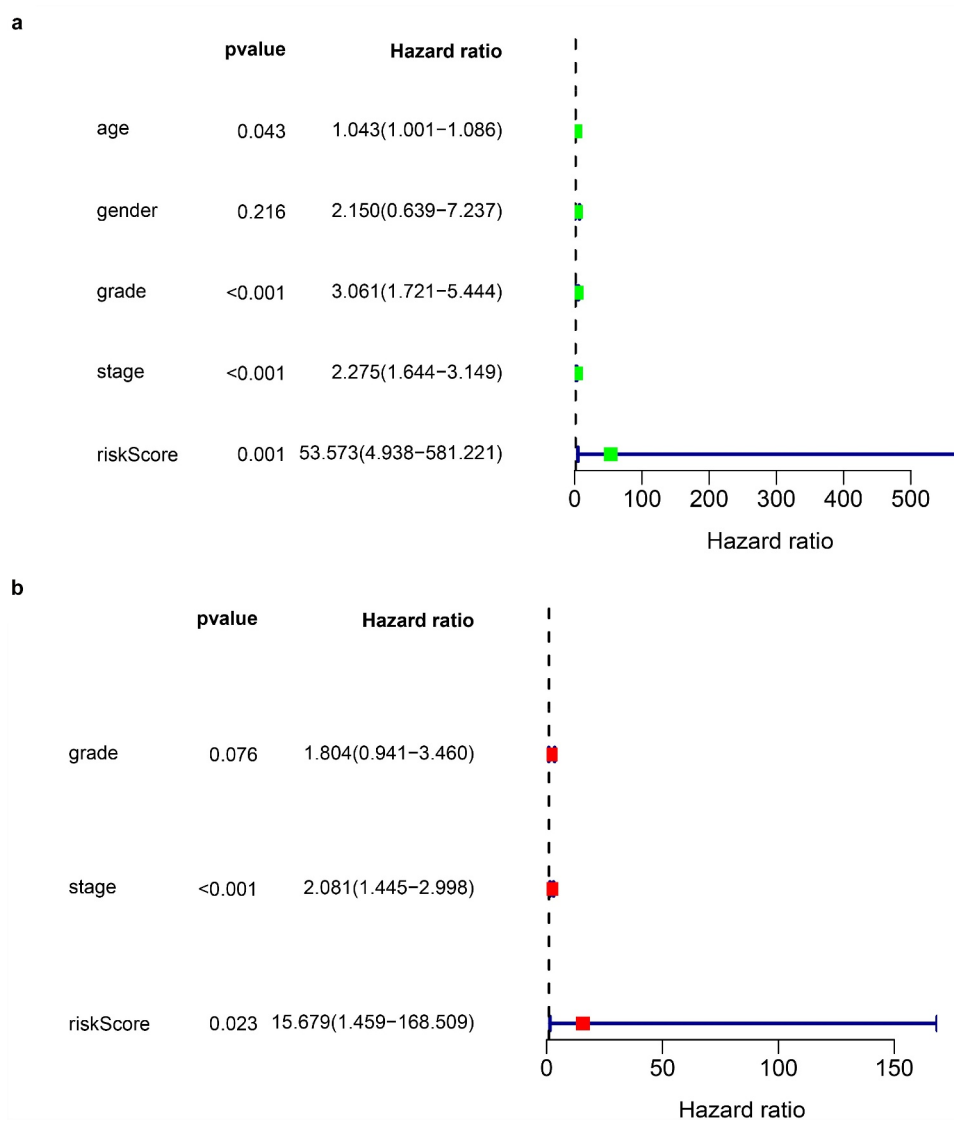 a
pvalue Hazard ratio
age 0.043 1.043(1.001−1.086)
gender 0.216 2.150(0.639−7.237)
grade <0.001 3.061(1.721−5.444)
stage <0.001 2.275(1.644−3.149)
riskScore 0.001 53.573(4.938−581.221)
0 100 200 300 400 500
Hazard ratio
b
pvalue Hazard ratio
grade 0.076 1.804(0.941−3.460)
stage <0.001 2.081(1.445−2.998)
riskScore 0.023 15.679(1.459−168.509)
0 50 100 150
Hazard ratio